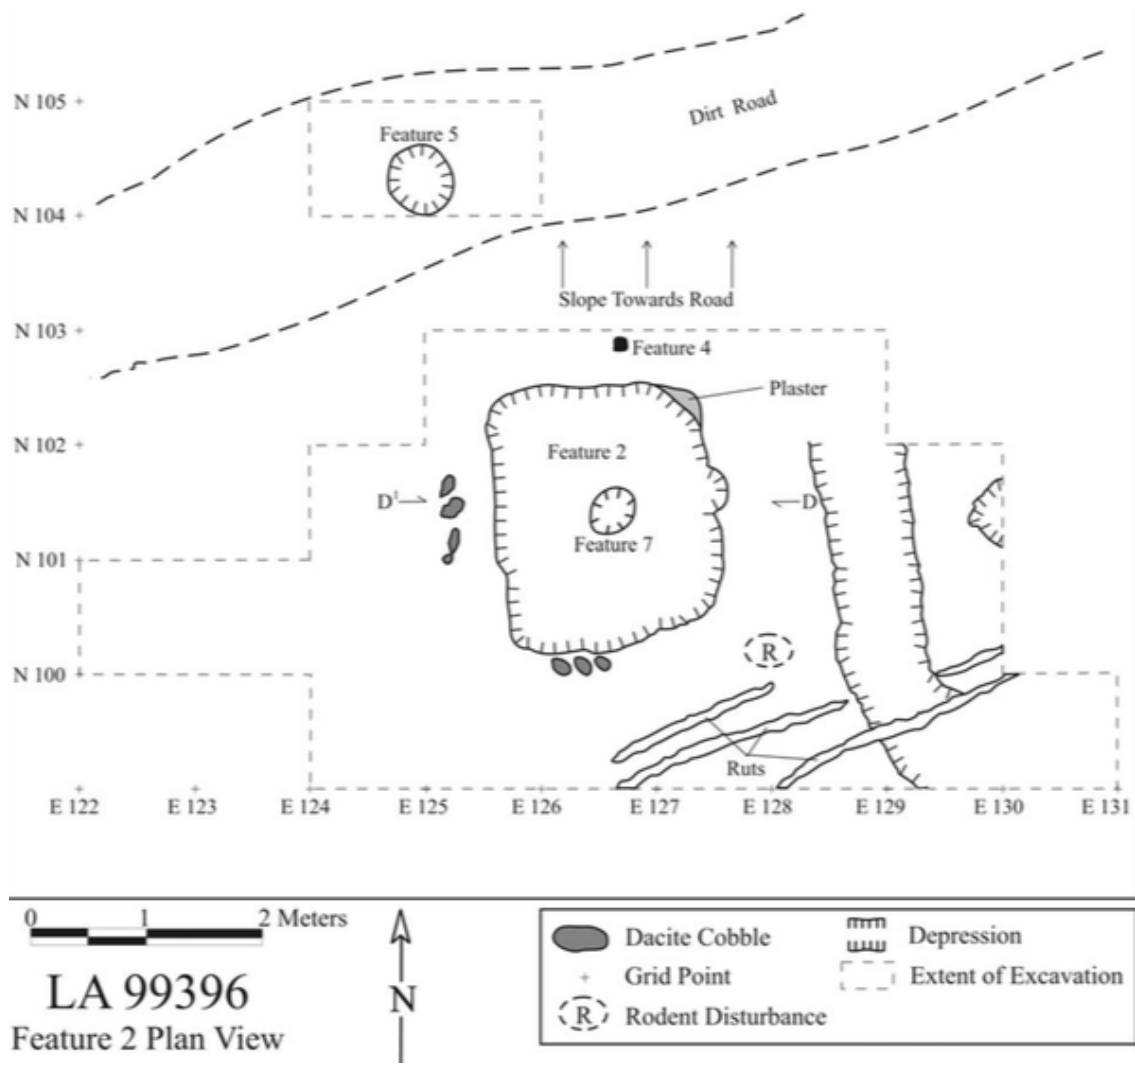 N 105
Dirt Road
Feature 5
N 104
Slope Towards Road
N 103
Feature 4
Plaster
N 102
Feature 2
D¹
D
Feature 7
N 101
R
N 100
Ruts
E 122 E 123 E 124 E 125 E 126 E 127 E 128 E 129 E 130 E 131
0 1 2 Meters
LA 99396
Feature 2 Plan View
N
Dacite Cobble
Depression
Grid Point
Extent of Excavation
R
Rodent Disturbance